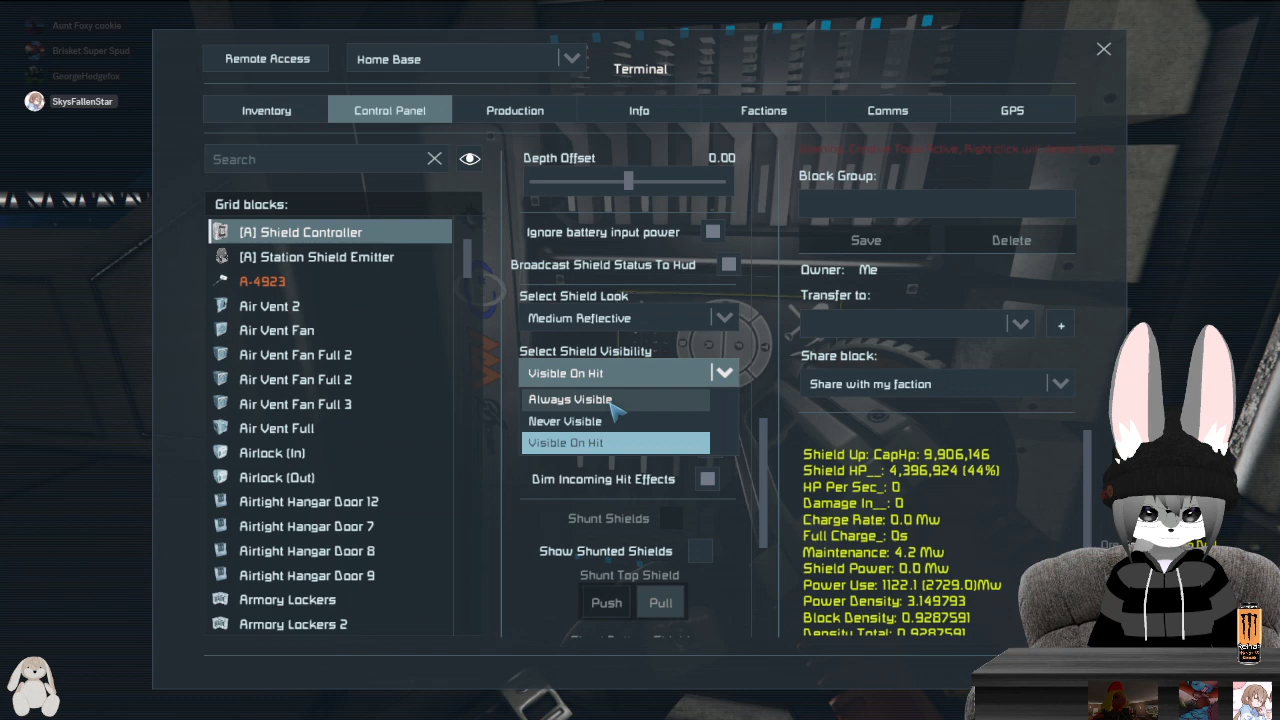 Aunt Foxy cookie
Brisket Super Spud
GeorgeHedgefox
SkysFallenStar
Remote Access
Home Base
Terminal
Inventory
Control Panel
Production
Info
Factions
Comms
GPS
Search
Grid blocks:
[A] Shield Controller
[A] Station Shield Emitter
A-4923
Air Vent 2
Air Vent Fan
Air Vent Fan Full 2
Air Vent Fan Full 2
Air Vent Fan Full 3
Air Vent Full
Airlock (In)
Airlock (Out)
Airtight Hangar Door 12
Airtight Hangar Door 7
Airtight Hangar Door 8
Airtight Hangar Door 9
Armory Lockers
Armory Lockers 2
Depth Offset 0.00
Ignore battery input power
Broadcast Shield Status To Hud
Select Shield Look
Medium Reflective
Select Shield Visibility
Visible On Hit
Always Visible
Never Visible
Visible On Hit
Dim Incoming Hit Effects
Shunt Shields
Show Shunted Shields
Shunt Top Shield
Push Pull
Block Group:
Save Delete
Owner: Me
Transfer to:
+
Share block:
Share with my faction
Shield Up: CapHp: 9,906,146
Shield HP__: 4,396,924 (44%)
HP Per Sec_: 0
Damage In__: 0
Charge Rate: 0.0 Mw
Full Charge_: 0s
Maintenance: 4.2 Mw
Shield Power: 0.0 Mw
Power Use: 1122.1 (2729.0)Mw
Power Density: 3.149793
Block Density: 0.9287591
Density Total: 0.9287591